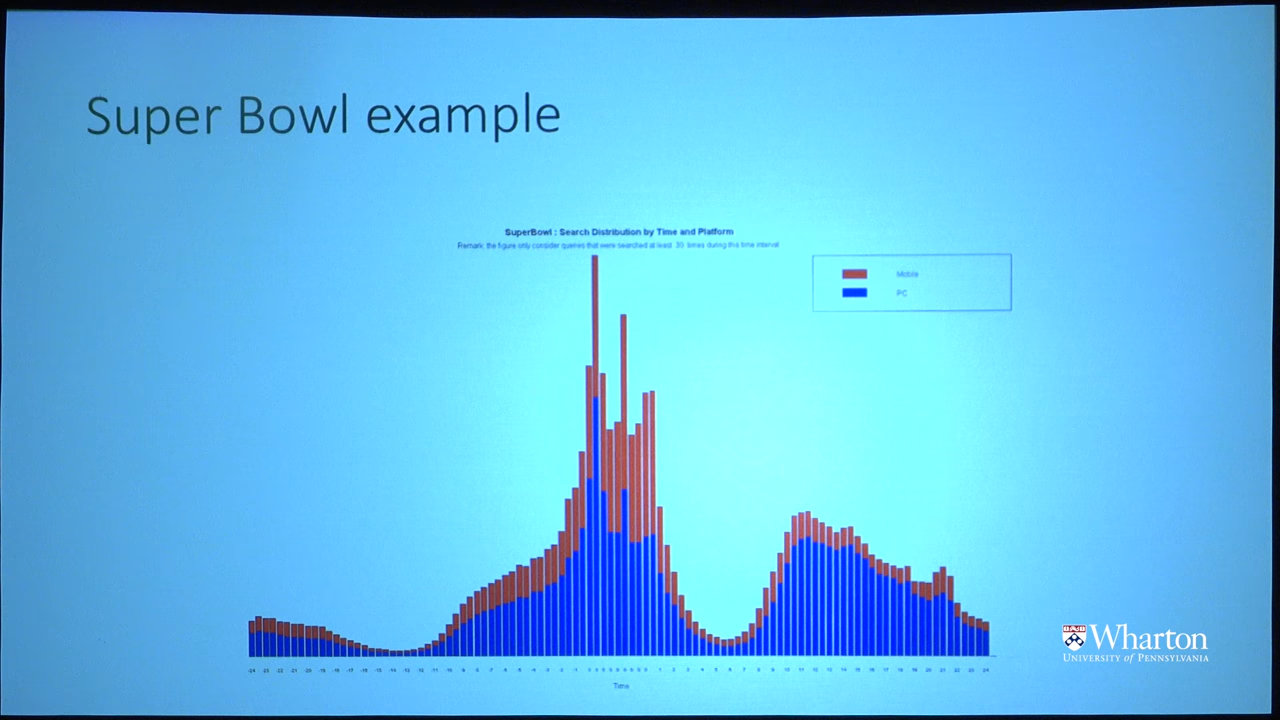 Super Bowl example
SuperBowl : Search Distribution by Time and Platform
Remark: the figure only consider queries that were searched at least 30 times during this time interval
Mobile
PC
Time
Wharton
University of Pennsylvania